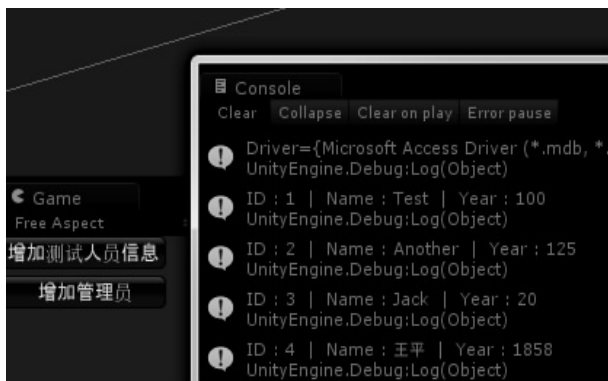 Console
Clear Collapse Clear on play Error pause
Driver={Microsoft Access Driver (*.mdb, *.
UnityEngine.Debug:Log(Object)
ID : 1 | Name : Test | Year : 100
UnityEngine.Debug:Log(Object)
ID : 2 | Name : Another | Year : 125
UnityEngine.Debug:Log(Object)
ID : 3 | Name : Jack | Year : 20
UnityEngine.Debug:Log(Object)
ID : 4 | Name : 王平 | Year : 1858
UnityEngine.Debug:Log(Object)
Game
Free Aspect
增加测试人员信息
增加管理员